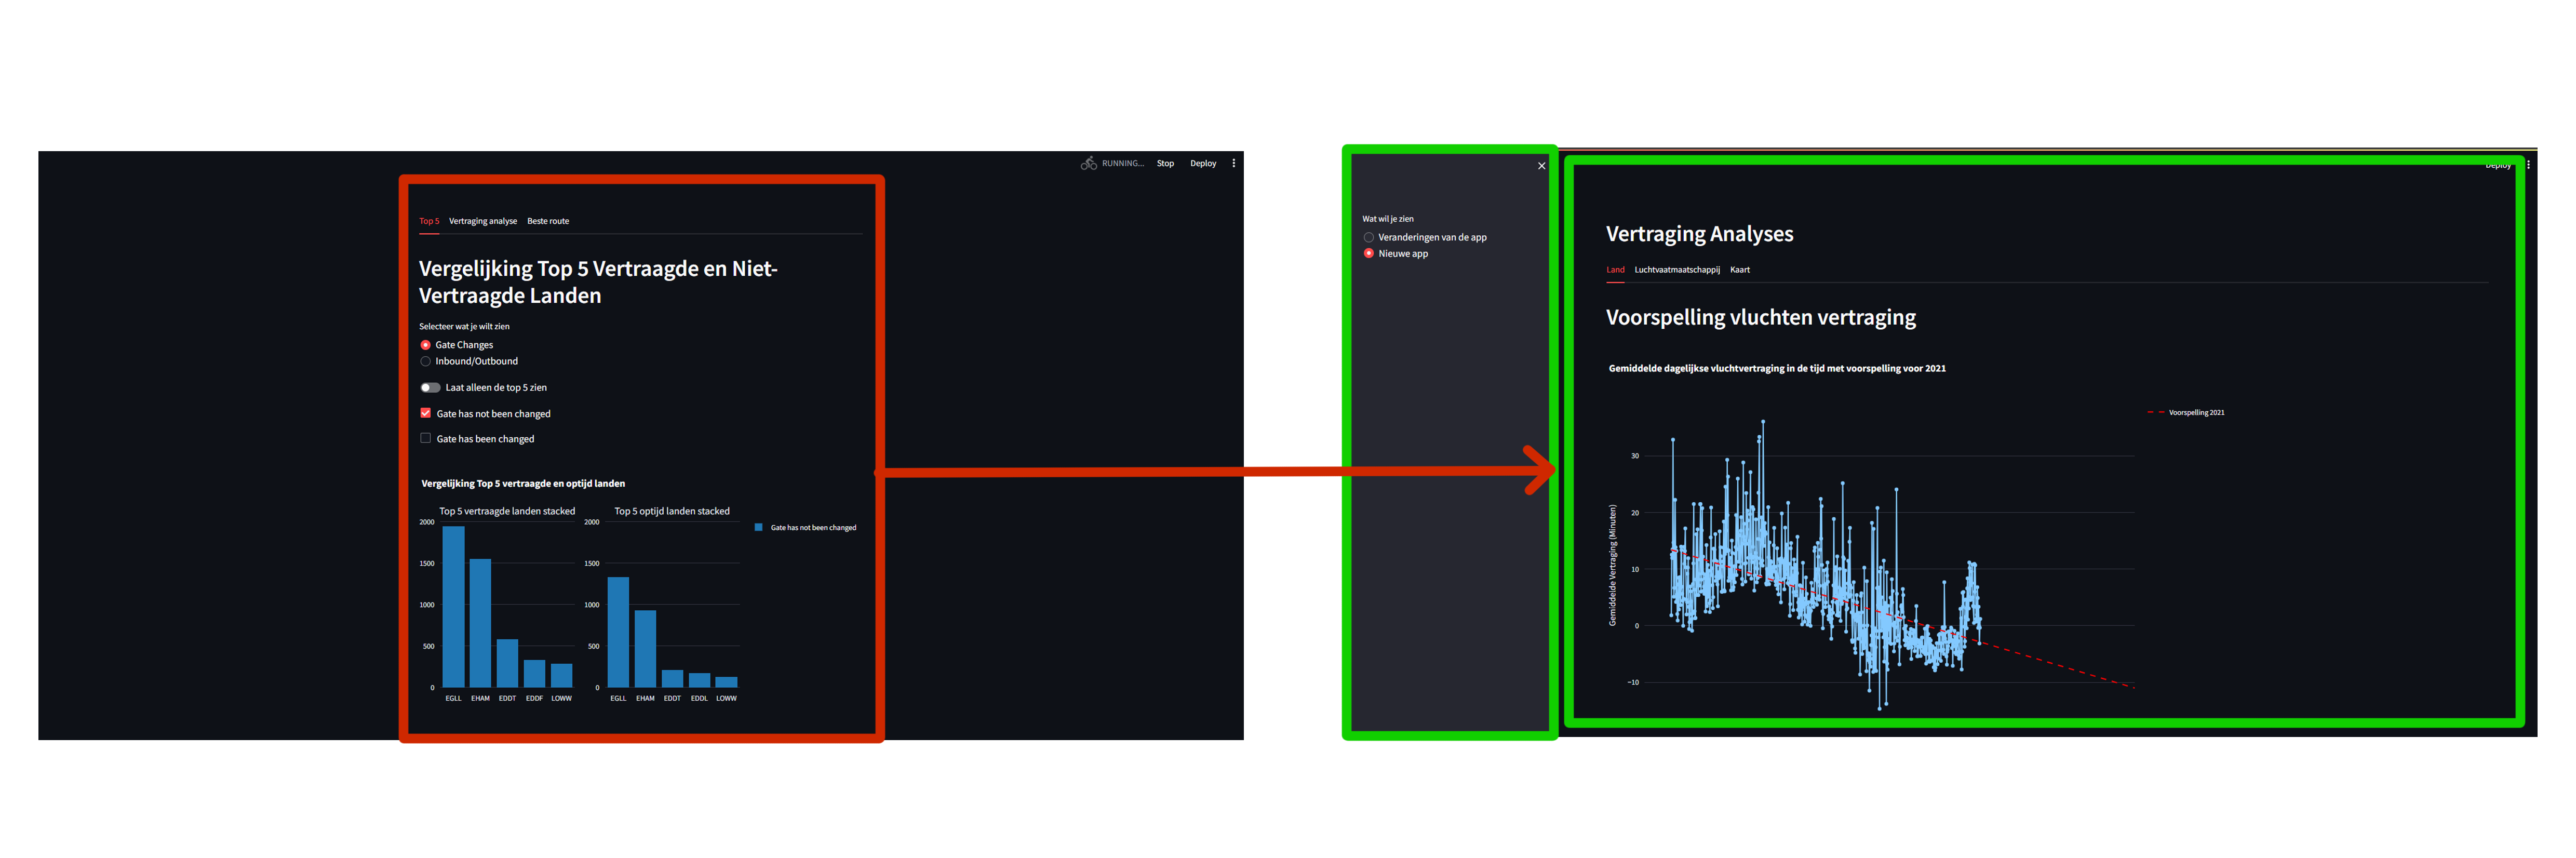 RUNNING... Stop Deploy
Top 5 Vertraging analyse Beste route
Vergelijking Top 5 Vertraagde en Niet-
Vertraagde Landen
Selecteer wat je wilt zien
Gate Changes
Inbound/Outbound
Laat alleen de top 5 zien
Gate has not been changed
Gate has been changed
Vergelijking Top 5 vertraagde en optijd landen
Top 5 vertraagde landen stacked
2000
1500
1000
500
0
EGLL EHAM EDDT EDDF LOWW
Top 5 optijd landen stacked
2000
1500
1000
500
0
EGLL EHAM EDDT EDDL LOWW
Gate has not been changed
Wat wil je zien
Veranderingen van de app
Nieuwe app
Deploy
Vertraging Analyses
Land Luchtvaatmaatschappij Kaart
Voorspelling vluchten vertraging
Gemiddelde dagelijkse vluchtvertraging in de tijd met voorspelling voor 2021
Voorspelling 2021
Gemiddelde Vertraging (Minuten)
30
20
10
0
−10